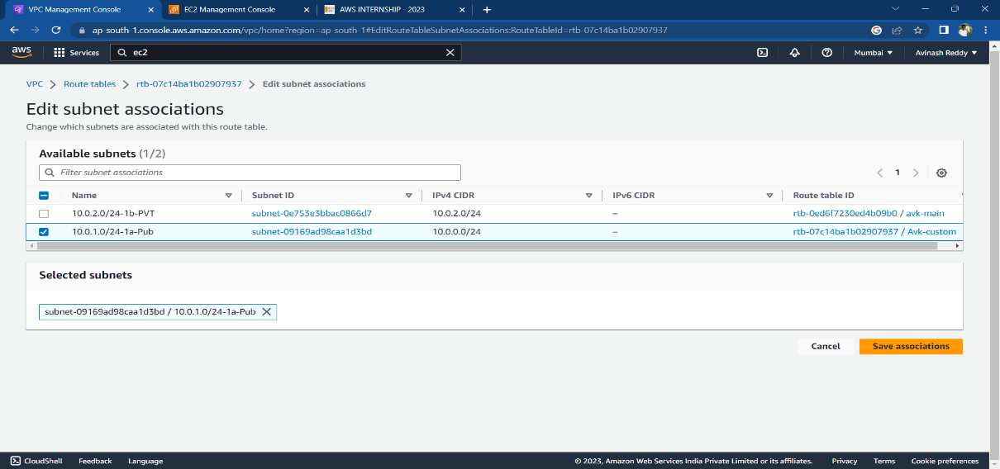 VPC Management Console
EC2 Management Console
AWS INTERNSHIP - 2023
ap-south-1.console.aws.amazon.com/vpc/home?region=ap-south-1#EditRouteTableSubnetAssociations:RouteTableId=rtb-07c14ba1b02907937
aws
Services
ec2
Mumbai
Avinash Reddy
VPC > Route tables > rtb-07c14ba1b02907937 > Edit subnet associations
Edit subnet associations
Change which subnets are associated with this route table.
Available subnets (1/2)
Filter subnet associations
1
Name Subnet ID IPv4 CIDR IPv6 CIDR Route table ID
10.0.2.0/24-1b-PVT subnet-0e753e3bbac0866d7 10.0.2.0/24 – rtb-0ed6f7230ed4b09b0 / avk-main
10.0.1.0/24-1a-Pub subnet-09169ad98caa1d3bd 10.0.0.0/24 – rtb-07c14ba1b02907937 / Avk-custom
Selected subnets
subnet-09169ad98caa1d3bd / 10.0.1.0/24-1a-Pub
Cancel Save associations
CloudShell Feedback Language © 2023, Amazon Web Services India Private Limited or its affiliates. Privacy Terms Cookie preferences